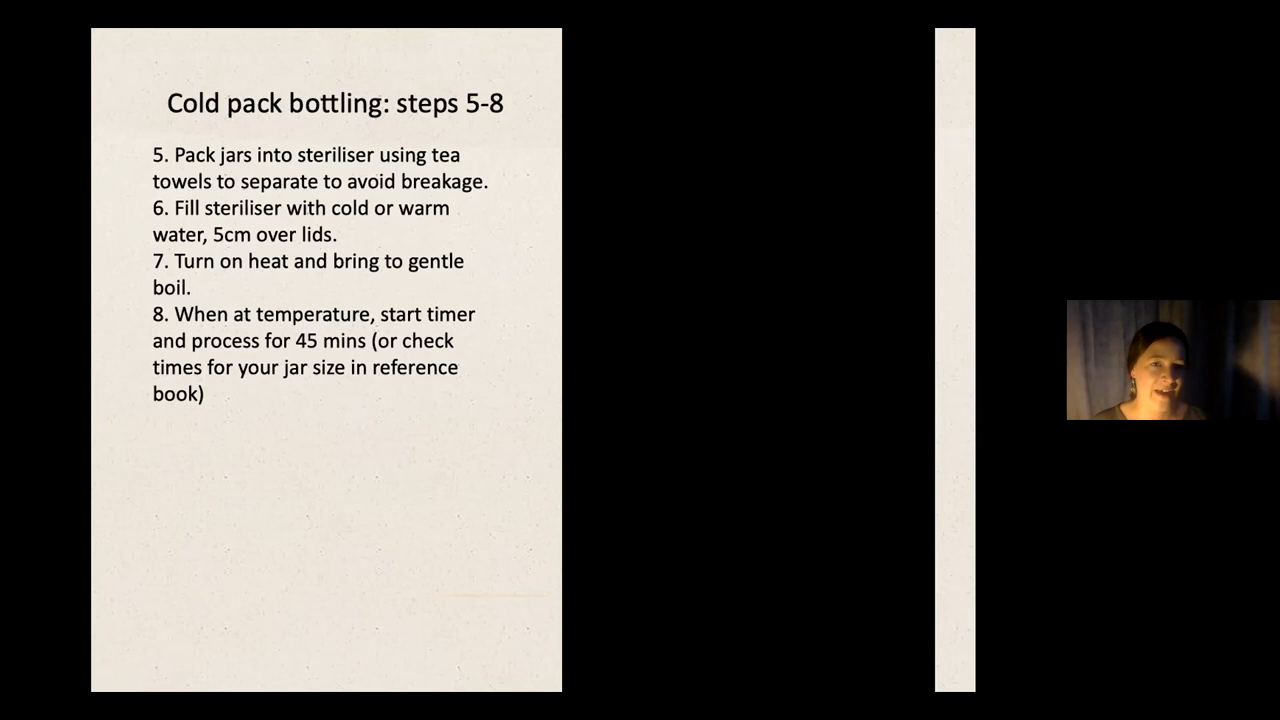 Cold pack bottling: steps 5-8
5. Pack jars into steriliser using tea
towels to separate to avoid breakage.
6. Fill steriliser with cold or warm
water, 5cm over lids.
7. Turn on heat and bring to gentle
boil.
8. When at temperature, start timer
and process for 45 mins (or check
times for your jar size in reference
book)